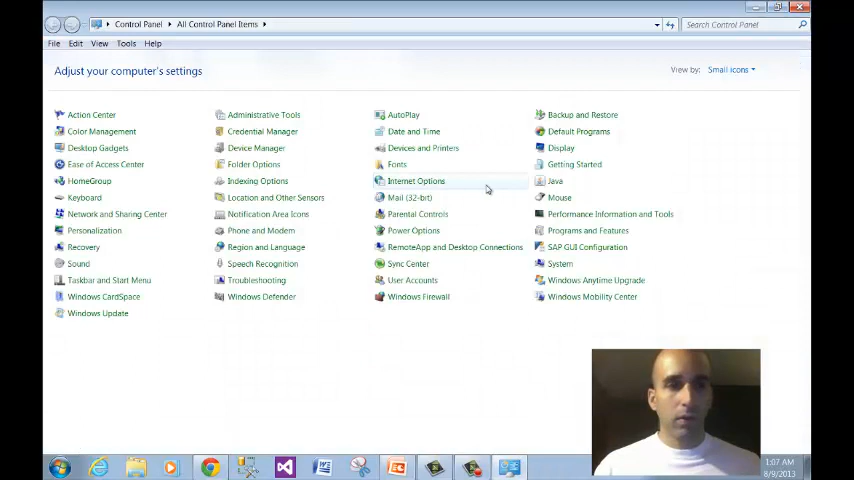 Control Panel All Control Panel Items Search Control Panel
File Edit View Tools Help
Adjust your computer's settings View by: Small icons
Action Center Administrative Tools AutoPlay Backup and Restore
Color Management Credential Manager Date and Time Default Programs
Desktop Gadgets Device Manager Devices and Printers Display
Ease of Access Center Folder Options Fonts Getting Started
HomeGroup Indexing Options Internet Options Java
Keyboard Location and Other Sensors Mail (32-bit) Mouse
Network and Sharing Center Notification Area Icons Parental Controls Performance Information and Tools
Personalization Phone and Modem Power Options Programs and Features
Recovery Region and Language RemoteApp and Desktop Connections SAP GUI Configuration
Sound Speech Recognition Sync Center System
Taskbar and Start Menu Troubleshooting User Accounts Windows Anytime Upgrade
Windows CardSpace Windows Defender Windows Firewall Windows Mobility Center
Windows Update
1:07 AM
8/9/2013